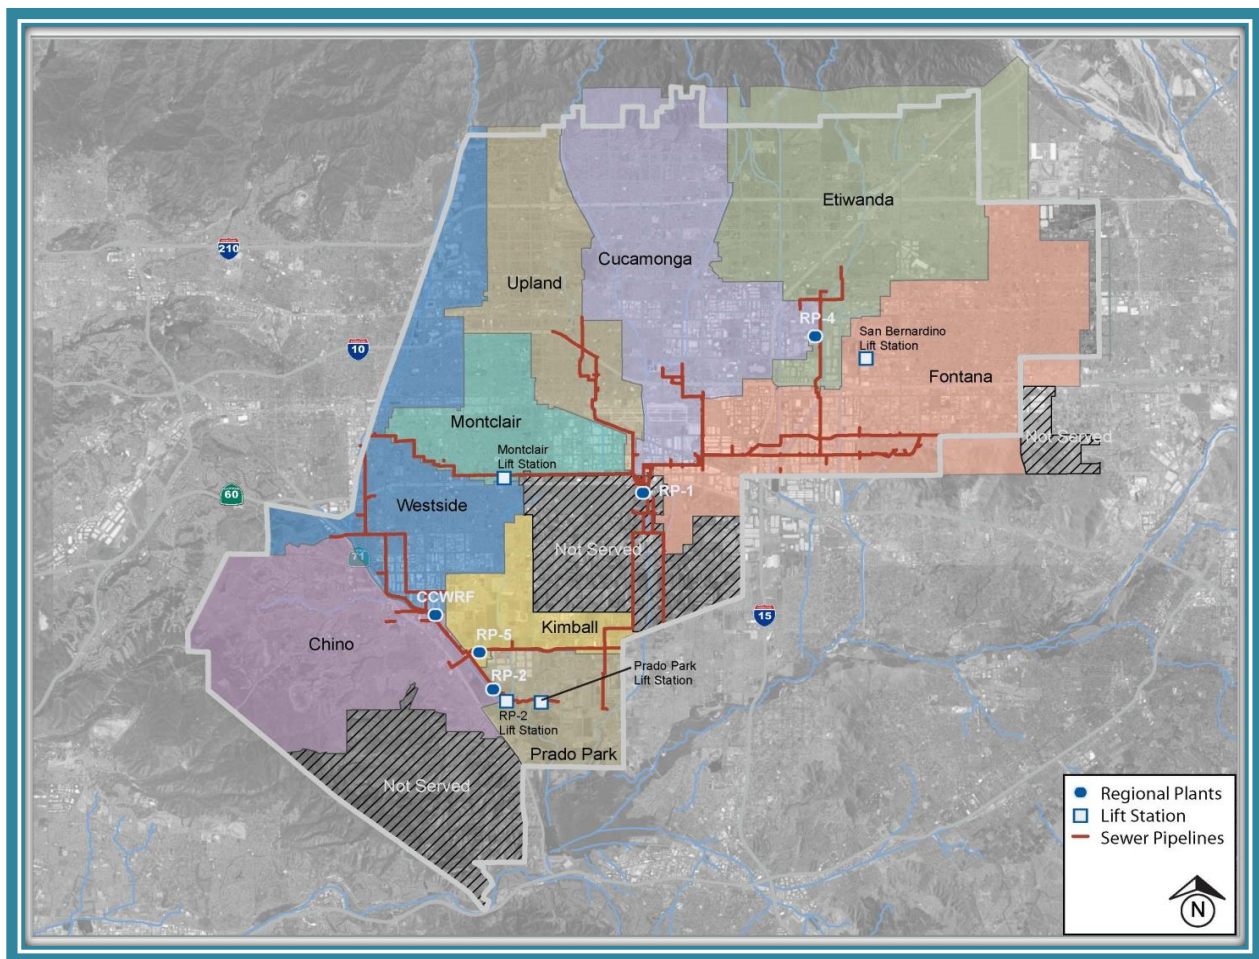 210
Etiwanda
Cucamonga
Upland
RP-4
San Bernardino
Lift Station
10
Fontana
Montclair
Montclair
Lift Station
Not Served
60
RP-1
Westside
Not Served
71
CCWRF
15
Kimball
Chino
RP-5
Prado Park
Lift Station
RP-2
RP-2
Lift Station
Prado Park
Not Served
Regional Plants
Lift Station
Sewer Pipelines
N